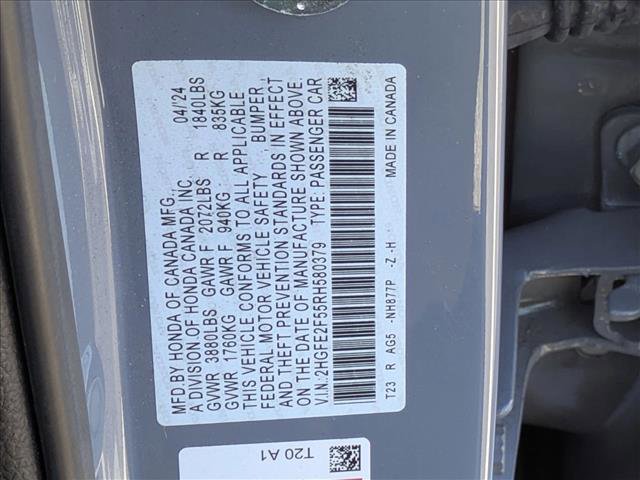 MFD.BY HONDA OF CANADA MFG. 04/'24
A DIVISION OF HONDA CANADA INC.
GVWR 3880LBS GAWR F 2072LBS R 1840LBS
GVWR 1760KG GAWR F 940KG R 835KG
THIS VEHICLE CONFORMS TO ALL APPLICABLE
FEDERAL MOTOR VEHICLE SAFETY BUMPER,
AND THEFT PREVENTION STANDARDS IN EFFECT
ON THE DATE OF MANUFACTURE SHOWN ABOVE.
V.I.N: 2HGFE2F55RH580379 TYPE: PASSENGER CAR
T23 R AG5 -NH877P -Z -H MADE IN CANADA
T20 A1